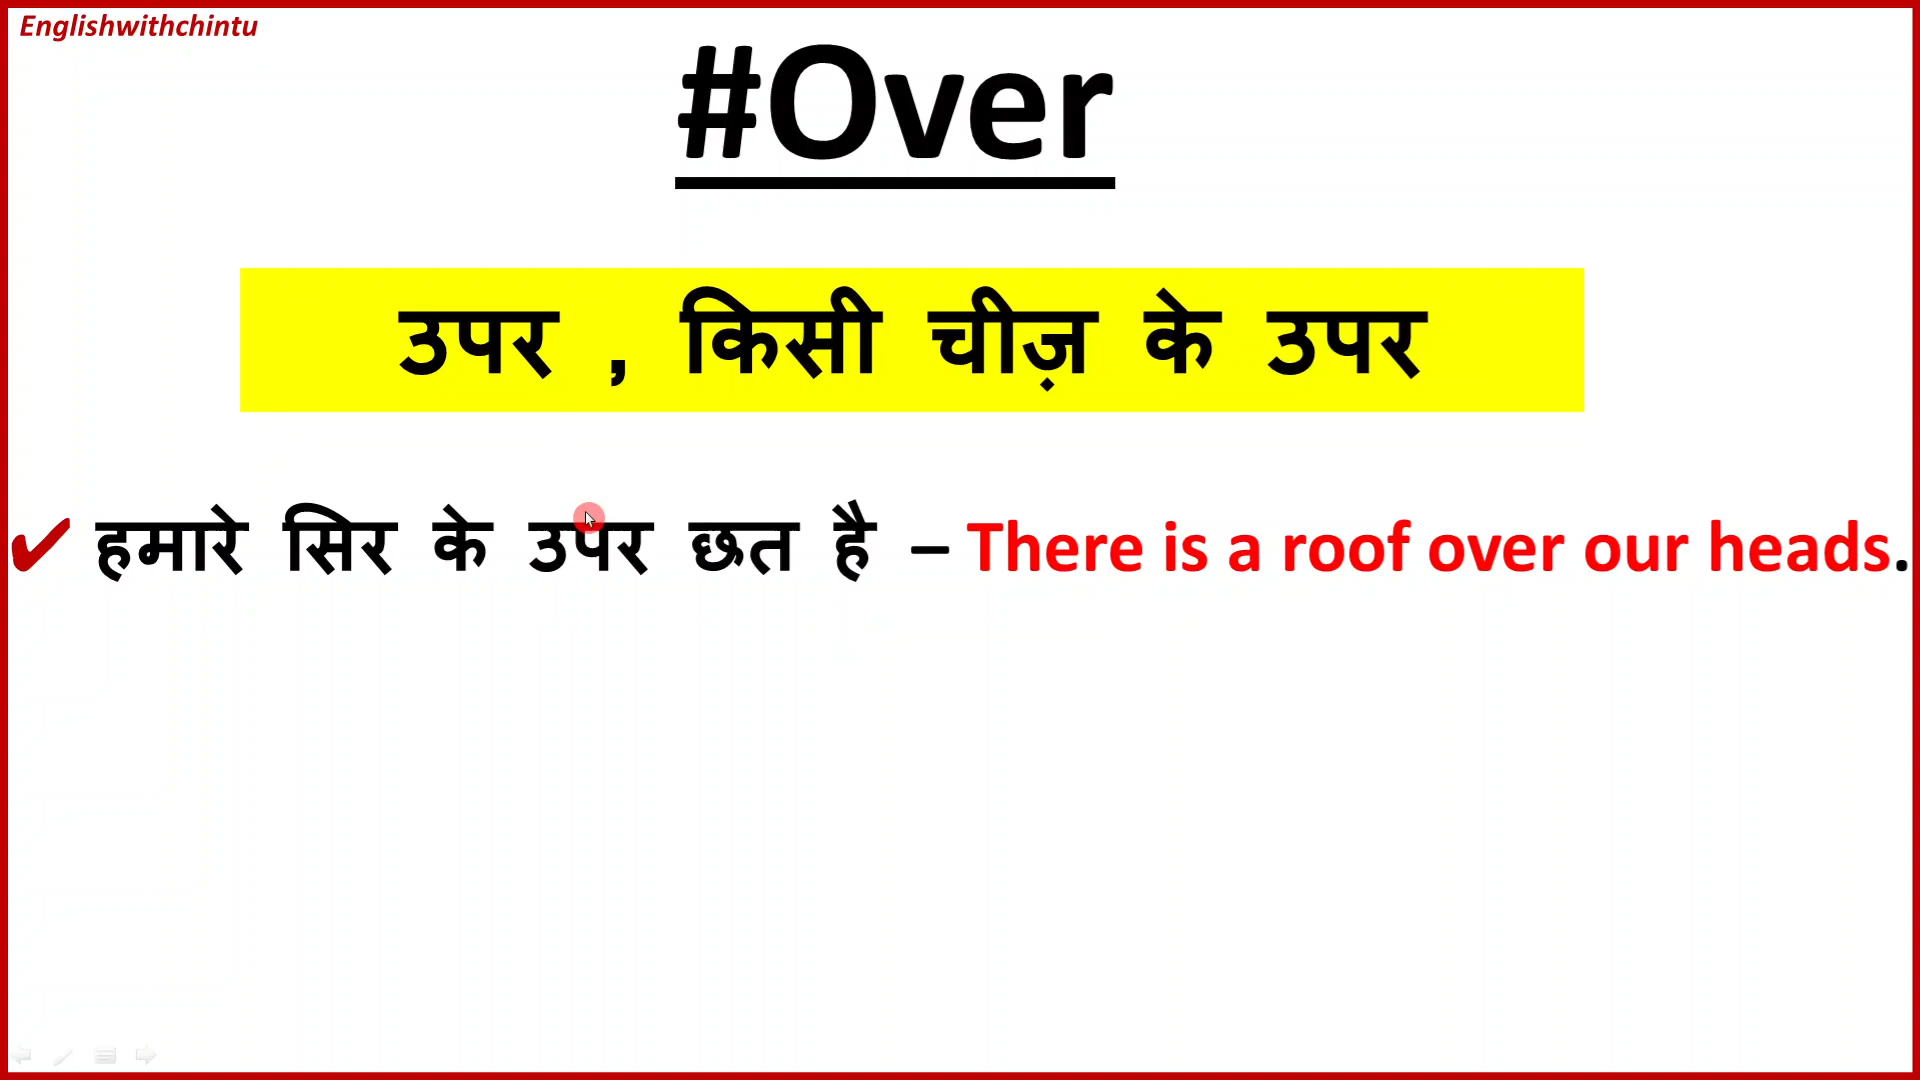 Englishwithchintu
#Over
उपर , किसी चीज़ के उपर
✔ हमारे सिर के उपर छत है – There is a roof over our heads.